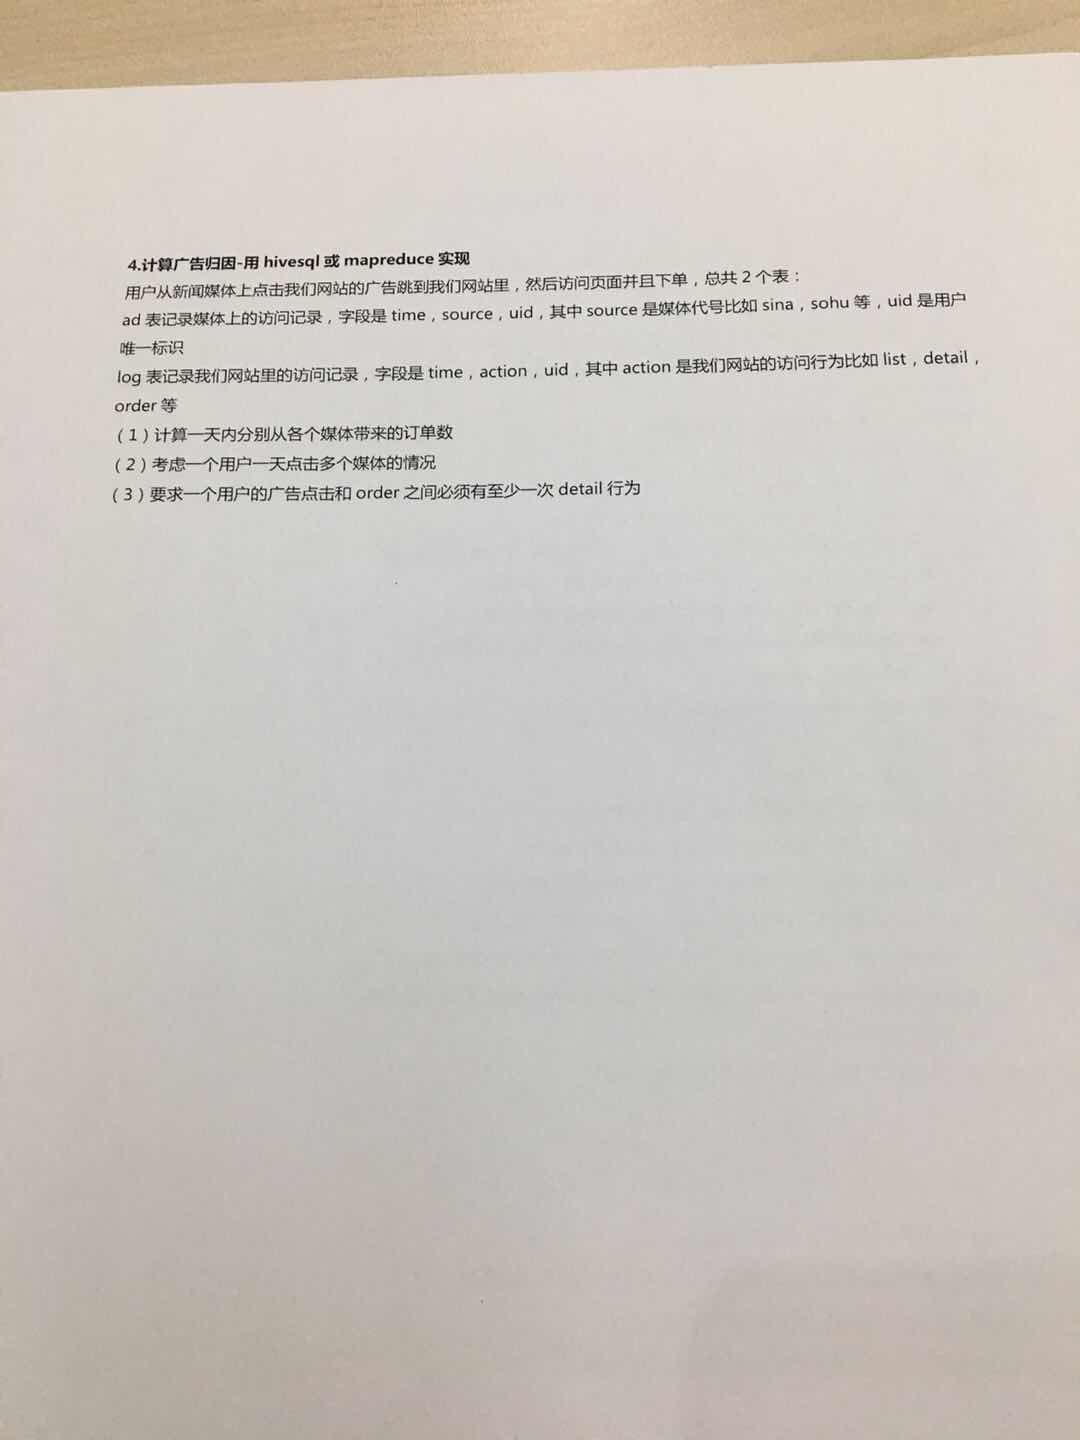 4.计算广告归因-用 hivesql 或 mapreduce 实现
用户从新闻媒体上点击我们网站的广告跳到我们网站里，然后访问页面并且下单，总共 2 个表：
ad 表记录媒体上的访问记录，字段是 time，source，uid，其中 source 是媒体代号比如 sina，sohu 等，uid 是用户
唯一标识
log 表记录我们网站里的访问记录，字段是 time，action，uid，其中 action 是我们网站的访问行为比如 list，detail，
order 等
（1）计算一天内分别从各个媒体带来的订单数
（2）考虑一个用户一天点击多个媒体的情况
（3）要求一个用户的广告点击和 order 之间必须有至少一次 detail 行为